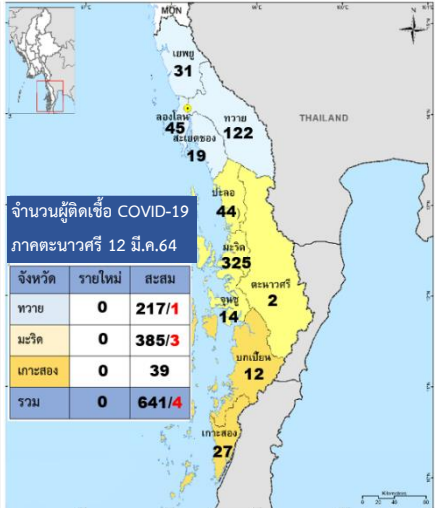 MON
N
เยพยู
31
ลองโลน
45
ทวาย
122
สะเยตชอง
19
THAILAND
ปะลอ
44
มะริด
325
ตะนาวศรี
2
จุนซู
14
บกเปี้ยน
12
เกาะสอง
27
จำนวนผู้ติดเชื้อ COVID-19
ภาคตะนาวศรี 12 มี.ค.64
จังหวัด รายใหม่ สะสม
ทวาย 0 217/1
มะริด 0 385/3
เกาะสอง 0 39
รวม 0 641/4
Kilometers